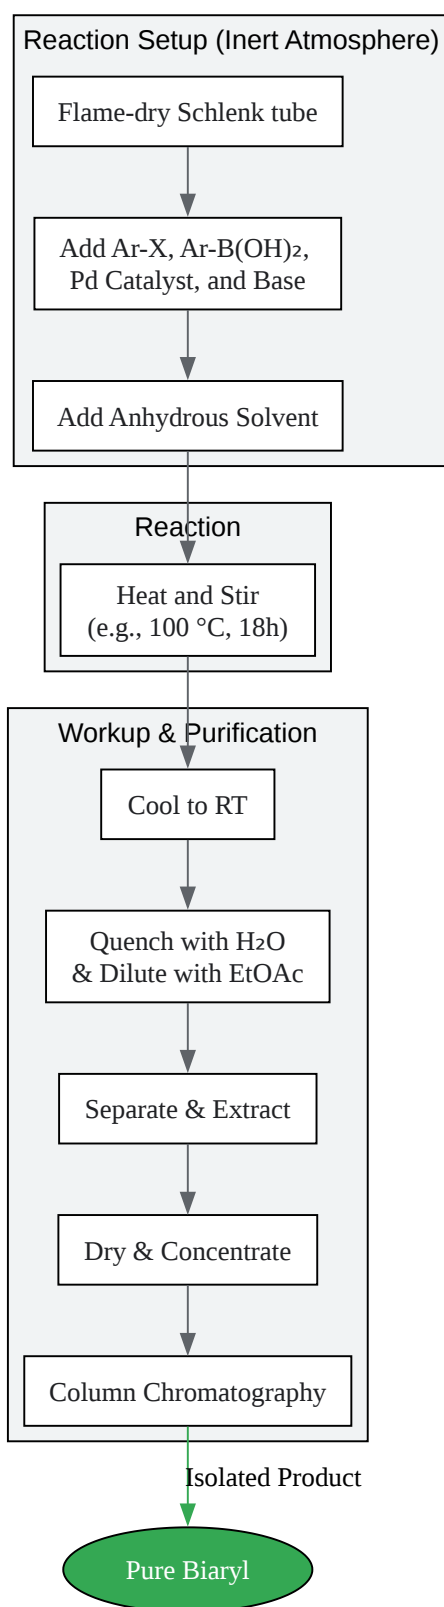 Reaction Setup (Inert Atmosphere)
Flame-dry Schlenk tube
Add Ar-X, Ar-B(OH)₂,
Pd Catalyst, and Base
Add Anhydrous Solvent
Reaction
Heat and Stir
(e.g., 100 °C, 18h)
Workup & Purification
Cool to RT
Quench with H₂O
& Dilute with EtOAc
Separate & Extract
Dry & Concentrate
Column Chromatography
Isolated Product
Pure Biaryl